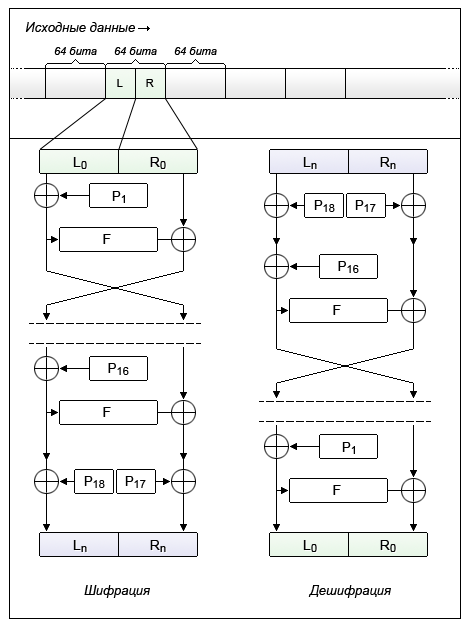 Исходные данные →
64 бита 64 бита 64 бита
L R
L0 R0
P1
F
P16
F
P18 P17
Ln Rn
Шифрация
Ln Rn
P18 P17
P16
F
P1
F
L0 R0
Дешифрация